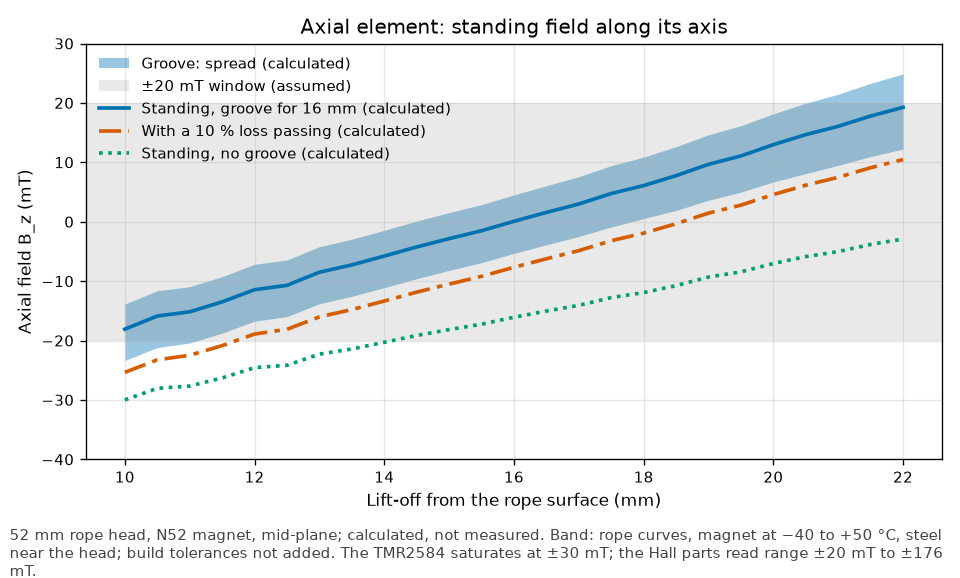 Axial element: standing field along its axis
Groove: spread (calculated)
±20 mT window (assumed)
Standing, groove for 16 mm (calculated)
With a 10 % loss passing (calculated)
Standing, no groove (calculated)
Axial field B_z (mT)
30
20
10
0
−10
−20
−30
−40
10
12
14
16
18
20
22
Lift-off from the rope surface (mm)
52 mm rope head, N52 magnet, mid-plane; calculated, not measured. Band: rope curves, magnet at −40 to +50 °C, steel
near the head; build tolerances not added. The TMR2584 saturates at ±30 mT; the Hall parts read range ±20 mT to ±176
mT.